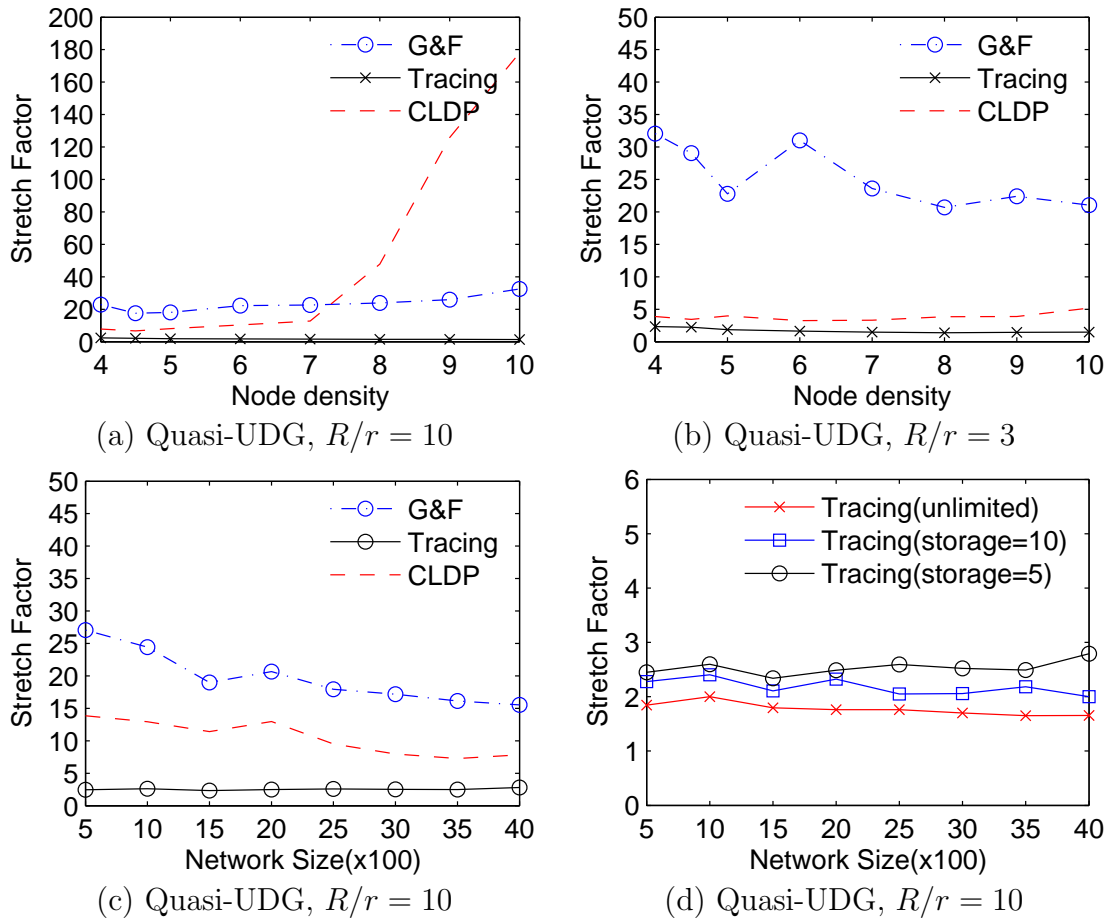 200
180
160
140
120
100
80
60
40
20
0
Stretch Factor
G&F
Tracing
CLDP
4 5 6 7 8 9 10
Node density
(a) Quasi-UDG, R/r = 10
50
45
40
35
30
25
20
15
10
5
0
Stretch Factor
G&F
Tracing
CLDP
4 5 6 7 8 9 10
Node density
(b) Quasi-UDG, R/r = 3
50
45
40
35
30
25
20
15
10
5
0
Stretch Factor
G&F
Tracing
CLDP
5 10 15 20 25 30 35 40
Network Size(x100)
(c) Quasi-UDG, R/r = 10
6
5
4
3
2
1
0
Stretch Factor
Tracing(unlimited)
Tracing(storage=10)
Tracing(storage=5)
5 10 15 20 25 30 35 40
Network Size(x100)
(d) Quasi-UDG, R/r = 10